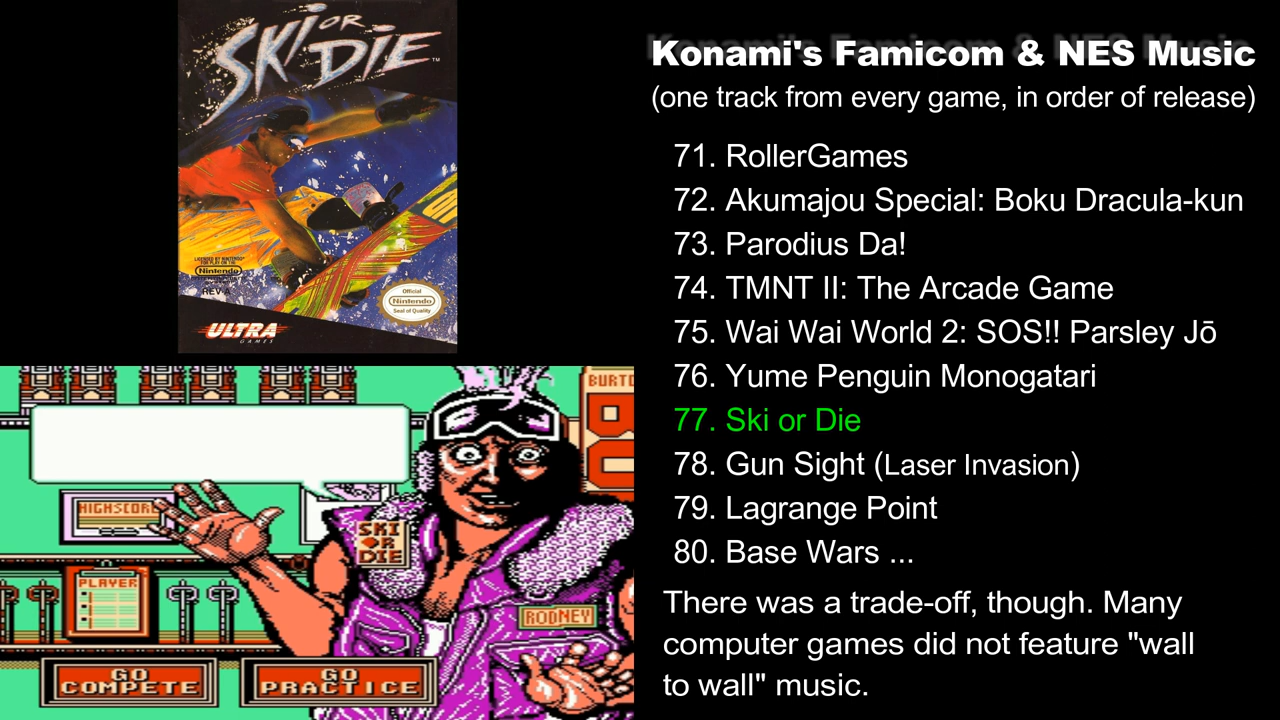 SKI OR DIE ™
LICENSED BY NINTENDO®
FOR PLAY ON THE
Nintendo
REV-A
Official
Nintendo
Seal of Quality
ULTRA
GAMES
BURTO
HIGHSCOR
SKI
OR
DIE
PLAYER
RODNEY
GO
COMPETE
GO
PRACTICE
Konami's Famicom & NES Music
(one track from every game, in order of release)
71. RollerGames
72. Akumajou Special: Boku Dracula-kun
73. Parodius Da!
74. TMNT II: The Arcade Game
75. Wai Wai World 2: SOS!! Parsley Jō
76. Yume Penguin Monogatari
77. Ski or Die
78. Gun Sight (Laser Invasion)
79. Lagrange Point
80. Base Wars ...
There was a trade-off, though. Many
computer games did not feature "wall
to wall" music.